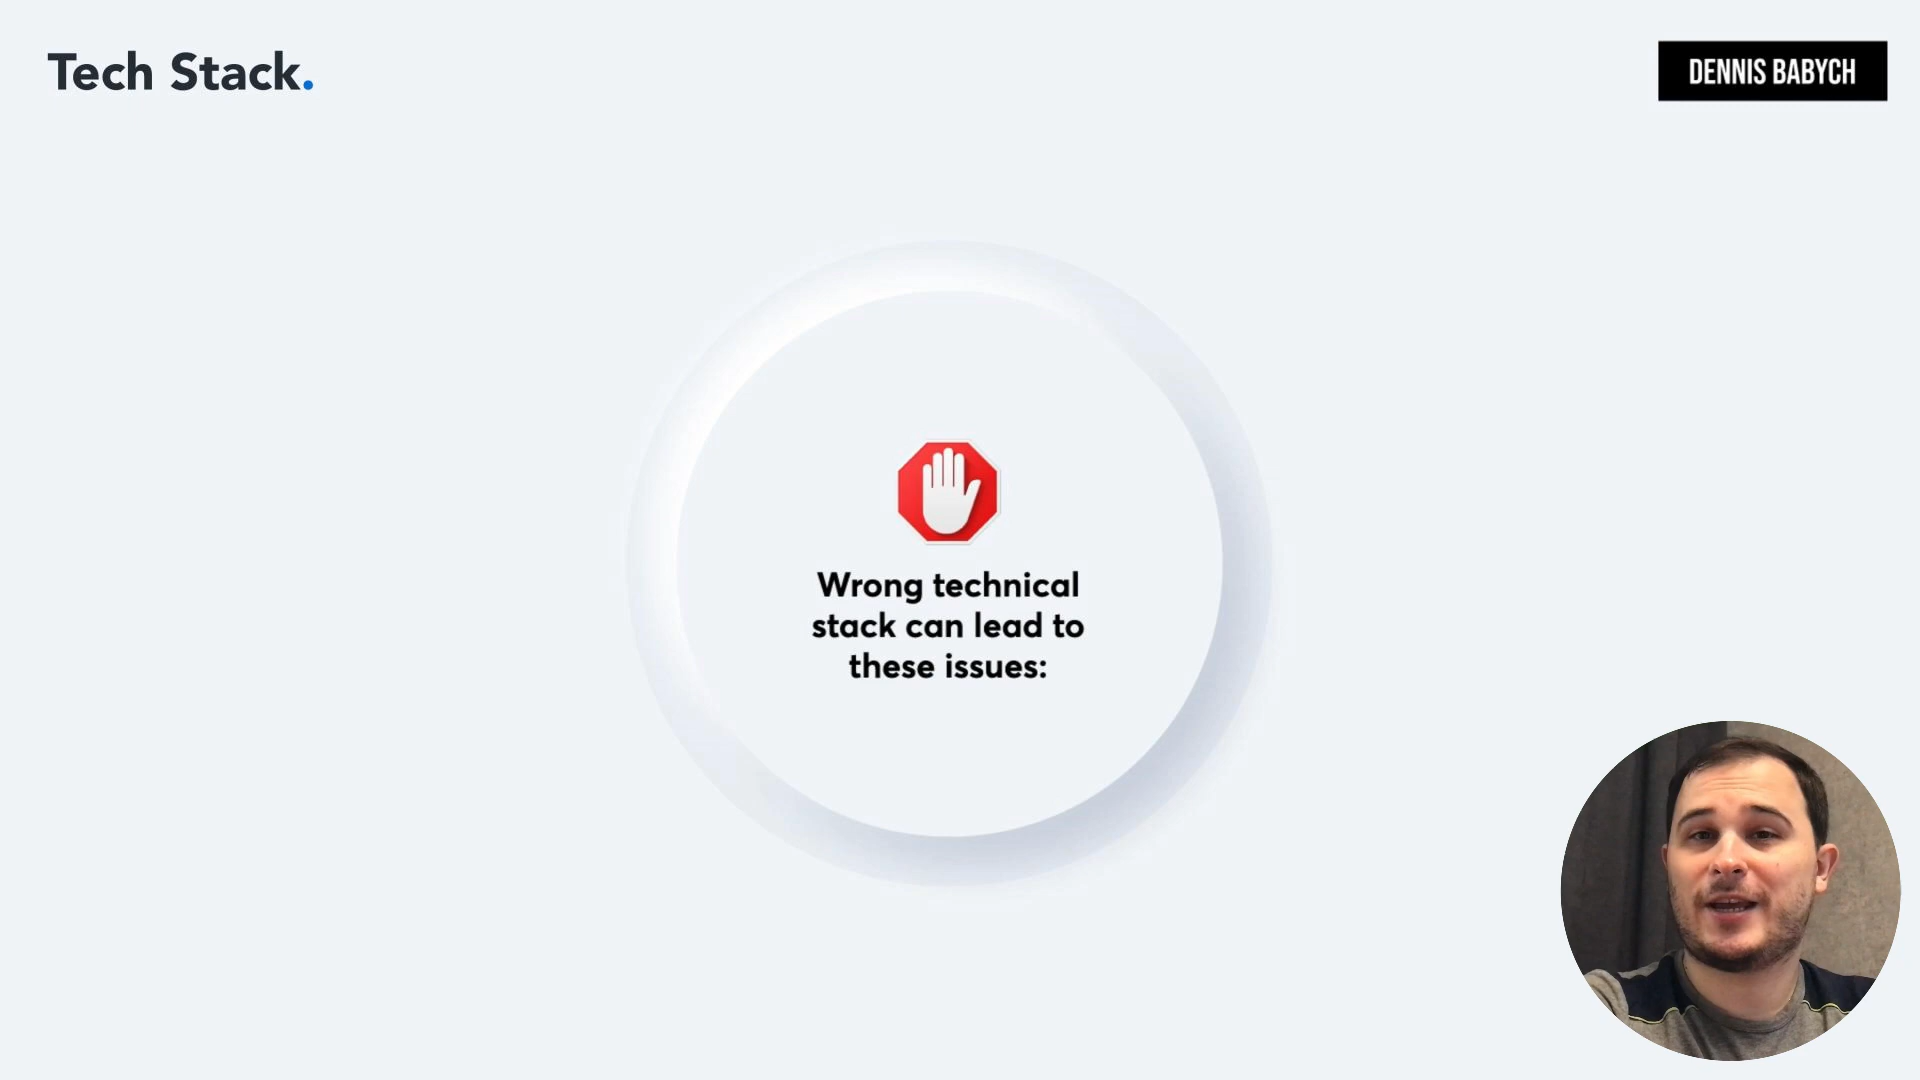 Tech Stack.
DENNIS BABYCH
Wrong technical
stack can lead to
these issues: